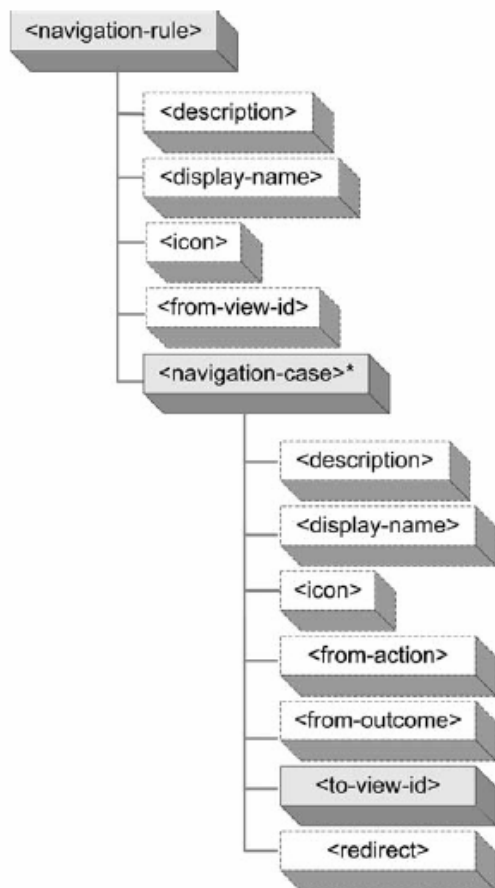 <navigation-rule>
<description>
<display-name>
<icon>
<from-view-id>
<navigation-case>*
<description>
<display-name>
<icon>
<from-action>
<from-outcome>
<to-view-id>
<redirect>